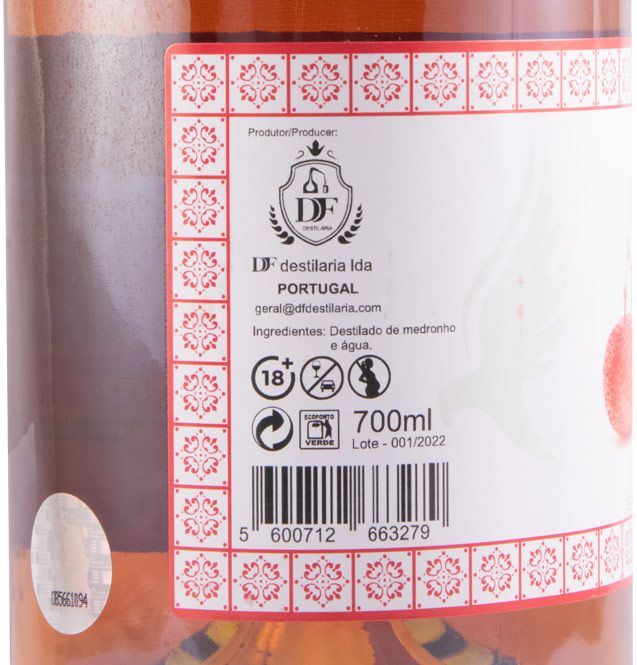 Produtor/Producer:
DF
DESTILARIA
DF destilaria lda
PORTUGAL
geral@dfdestilaria.com
Ingredientes: Destilado de medronho
e água.
18+
ECOPONTO
VERDE
700ml
Lote - 001/2022
5 600712 663279